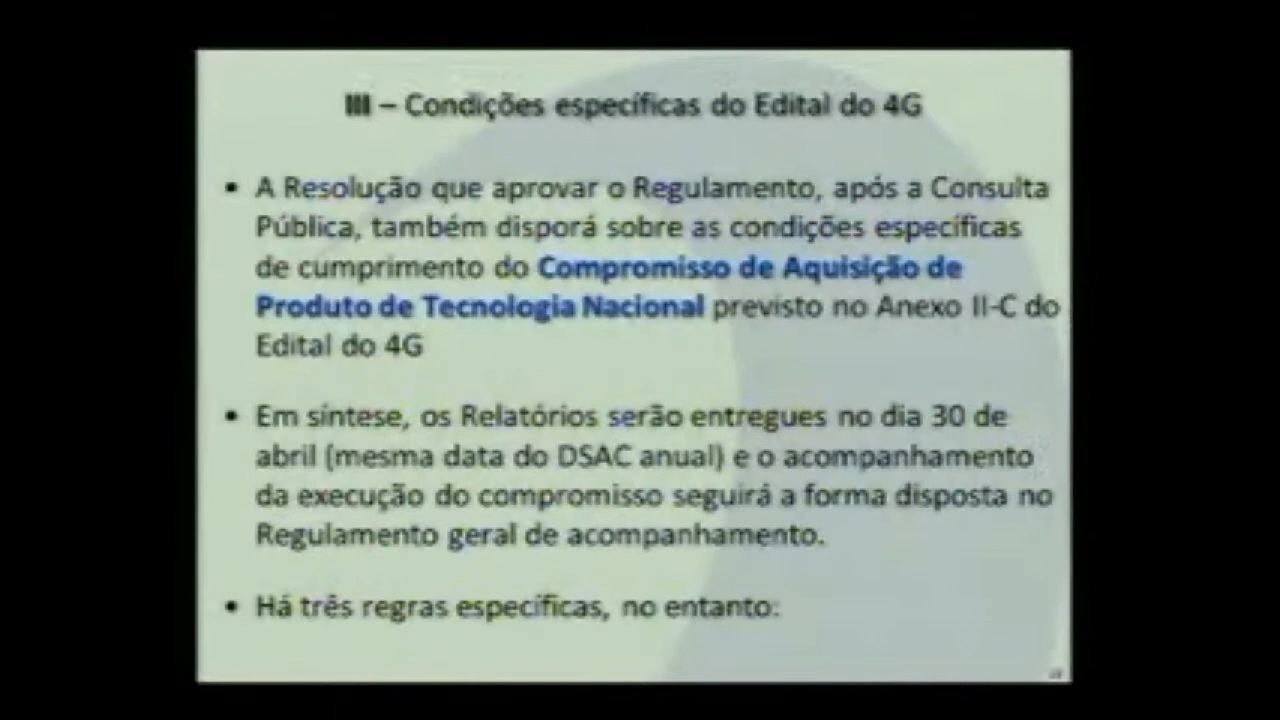 III – Condições específicas do Edital do 4G
• A Resolução que aprovar o Regulamento, após a Consulta
Pública, também disporá sobre as condições específicas
de cumprimento do Compromisso de Aquisição de
Produto de Tecnologia Nacional previsto no Anexo II-C do
Edital do 4G
• Em síntese, os Relatórios serão entregues no dia 30 de
abril (mesma data do DSAC anual) e o acompanhamento
da execução do compromisso seguirá a forma disposta no
Regulamento geral de acompanhamento.
• Há três regras específicas, no entanto: